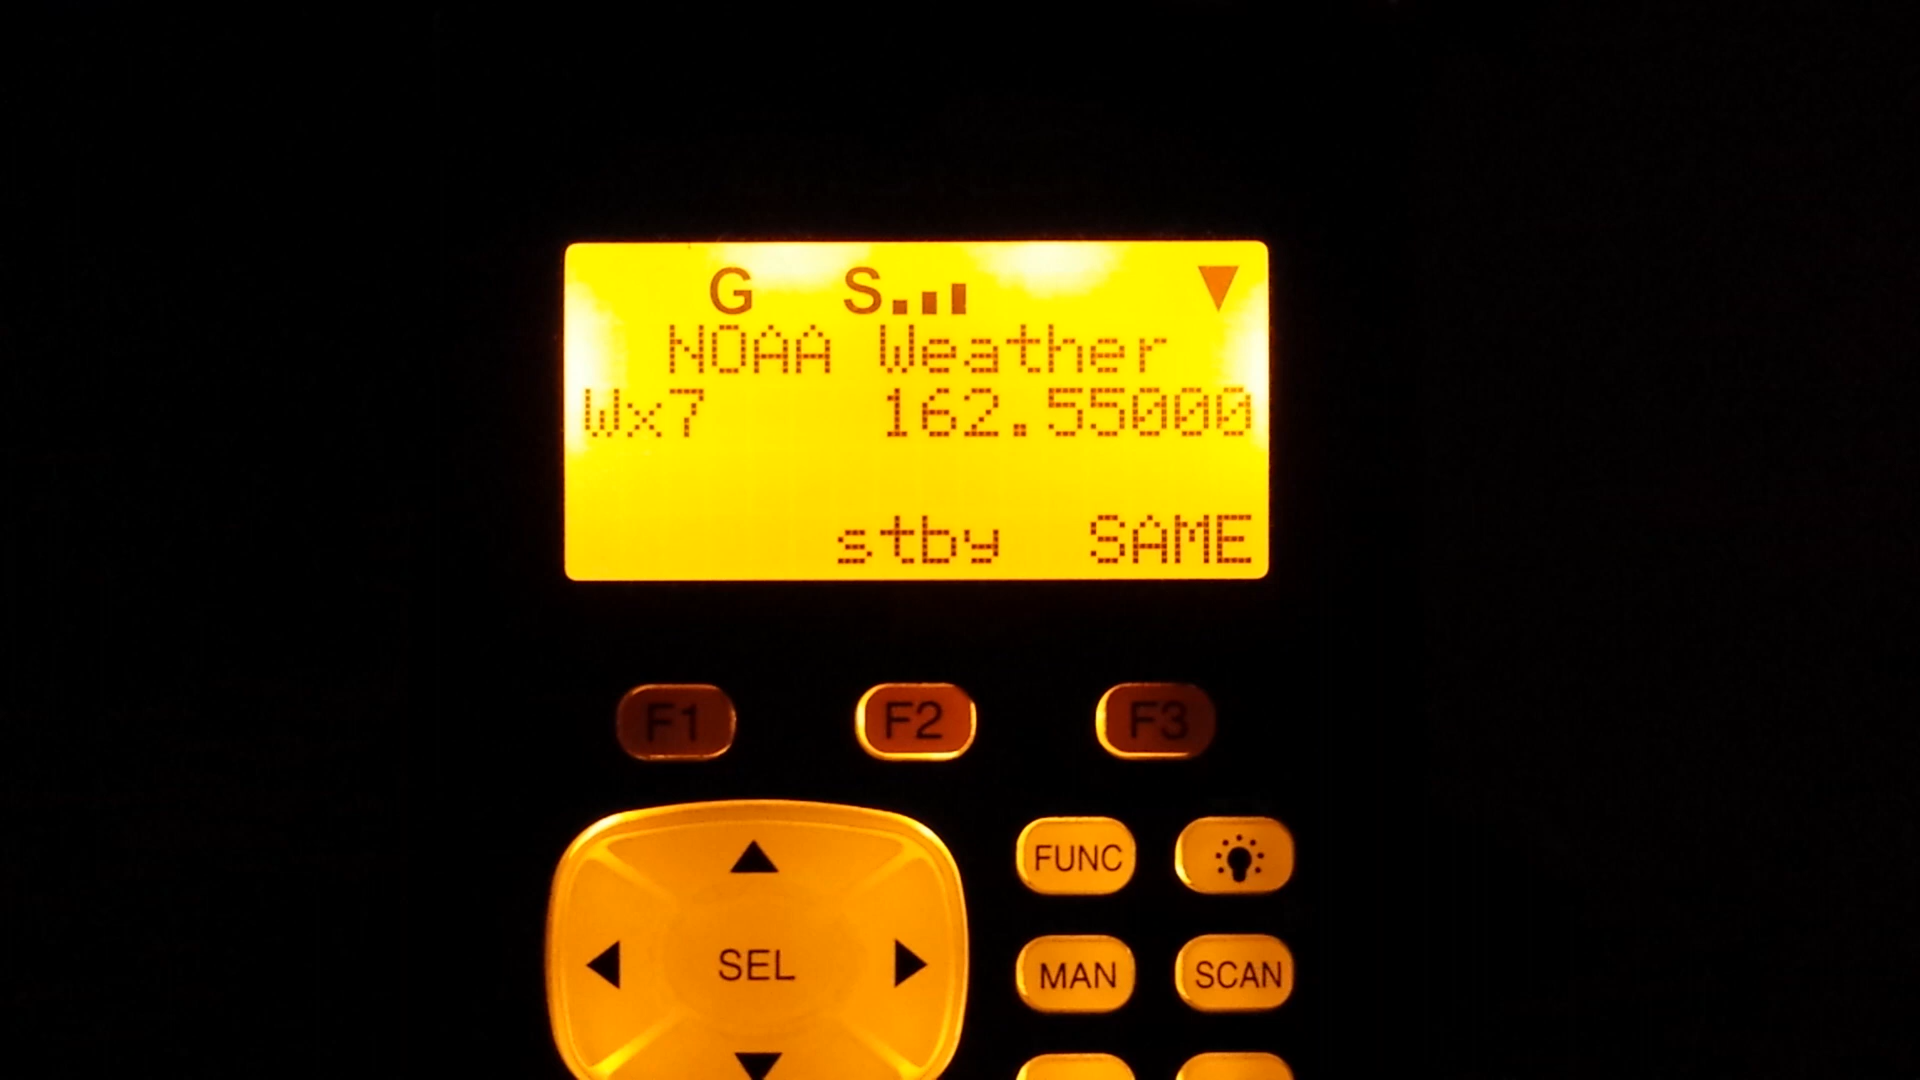 G S
NOAA Weather
Wx7 162.55000
stby SAME
F1 F2 F3
FUNC
SEL
MAN SCAN